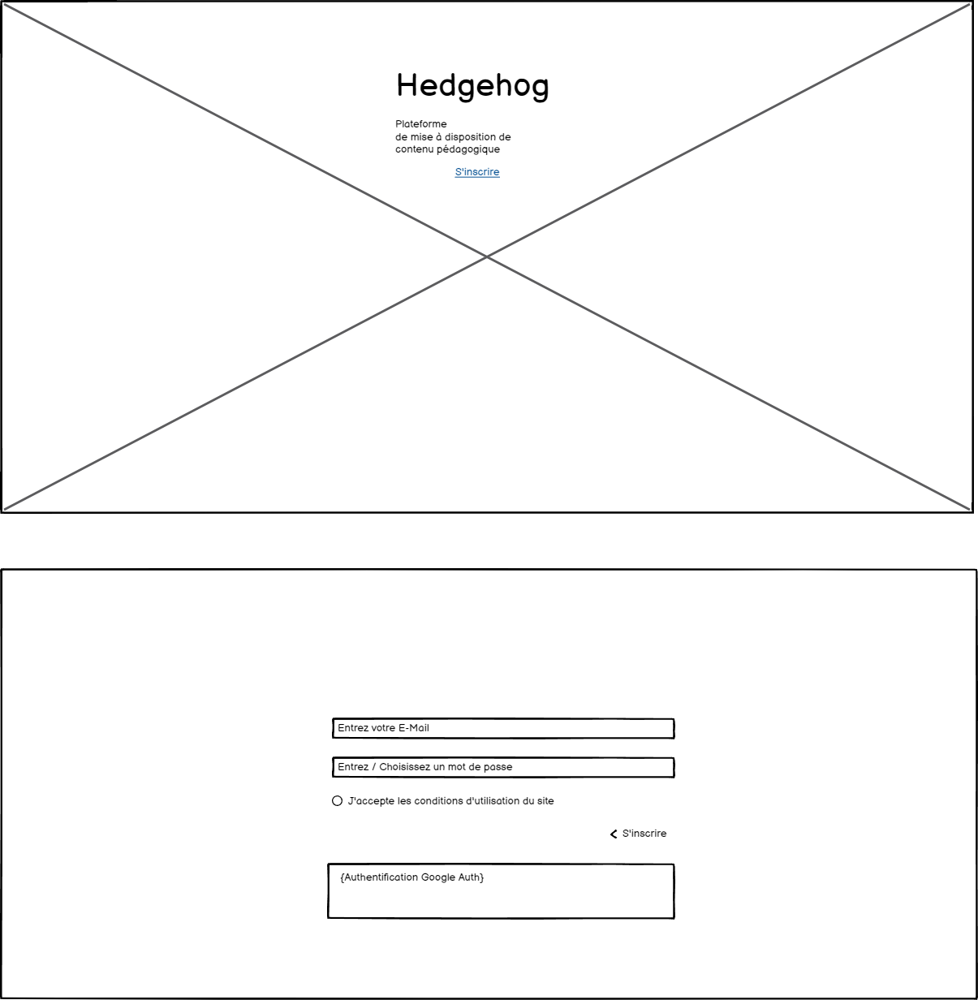 Hedgehog
Plateforme
de mise à disposition de
contenu pédagogique
S'inscrire
Entrez votre E-Mail
Entrez / Choisissez un mot de passe
J'accepte les conditions d'utilisation du site
S'inscrire
{Authentification Google Auth}